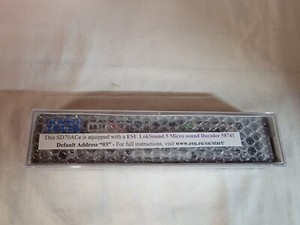 This SD70ACe is equipped with a ESU LokSound 5 Micro sound Decoder 58741
Default Address "03" - For full instructions, visit www.esu.eu/en/start/